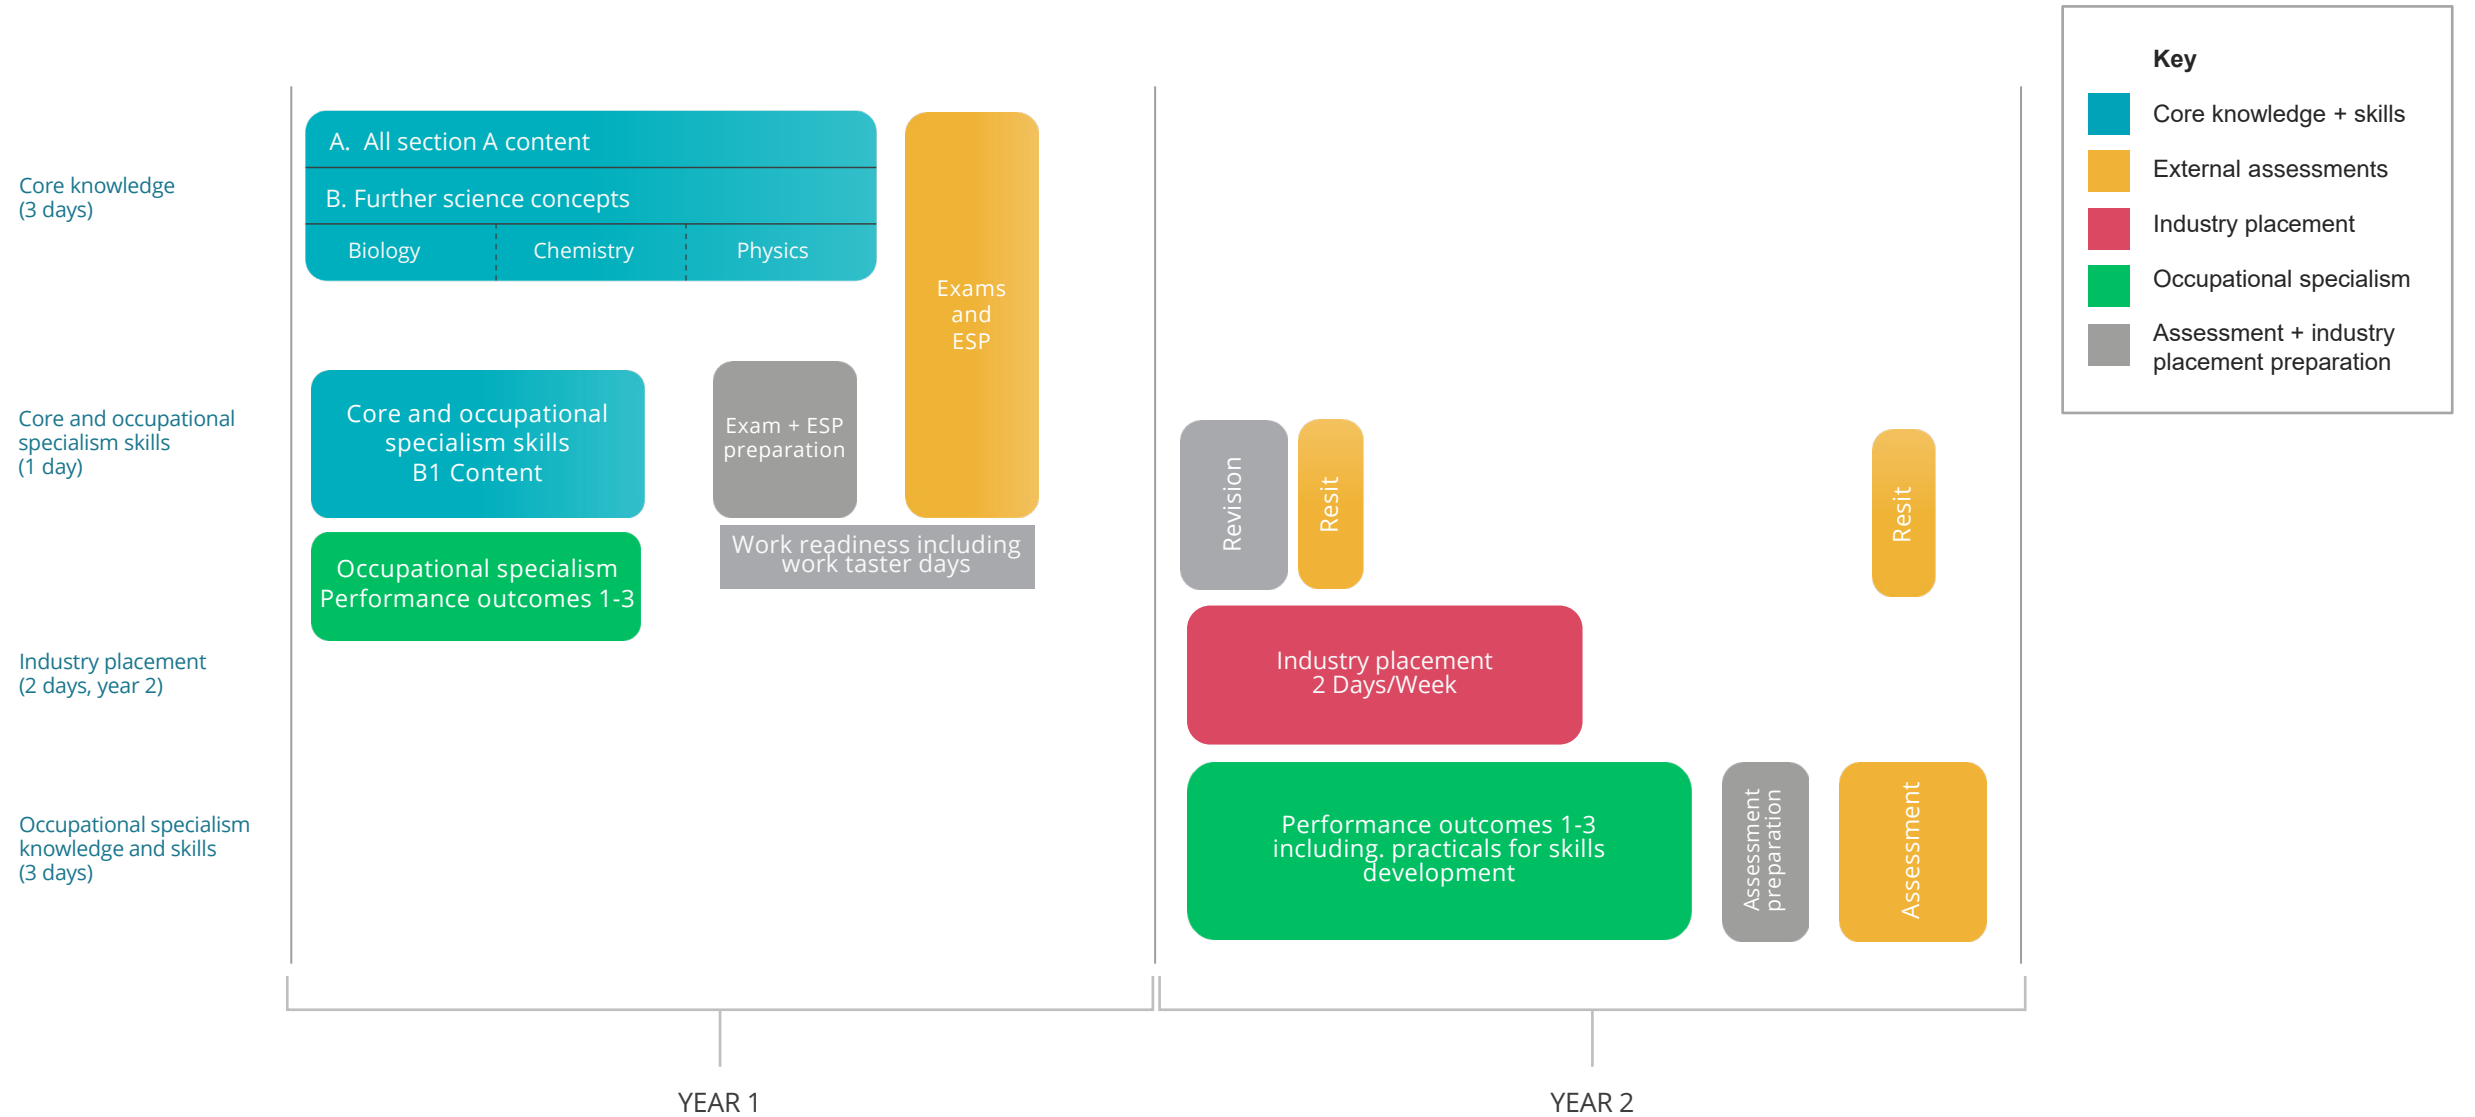 Key
Core knowledge + skills
External assessments
Industry placement
Occupational specialism
Assessment + industry
placement preparation
Core knowledge
(3 days)
A. All section A content
B. Further science concepts
Biology
Chemistry
Physics
Exams
and
ESP
Core and occupational
specialism skills
(1 day)
Core and occupational
specialism skills
B1 Content
Exam + ESP
preparation
Occupational specialism
Performance outcomes 1-3
Work readiness including
work taster days
Revision
Resit
Resit
Industry placement
(2 days, year 2)
Industry placement
2 Days/Week
Occupational specialism
knowledge and skills
(3 days)
Performance outcomes 1-3
including. practicals for skills
development
Assessment
preparation
Assessment
YEAR 1
YEAR 2